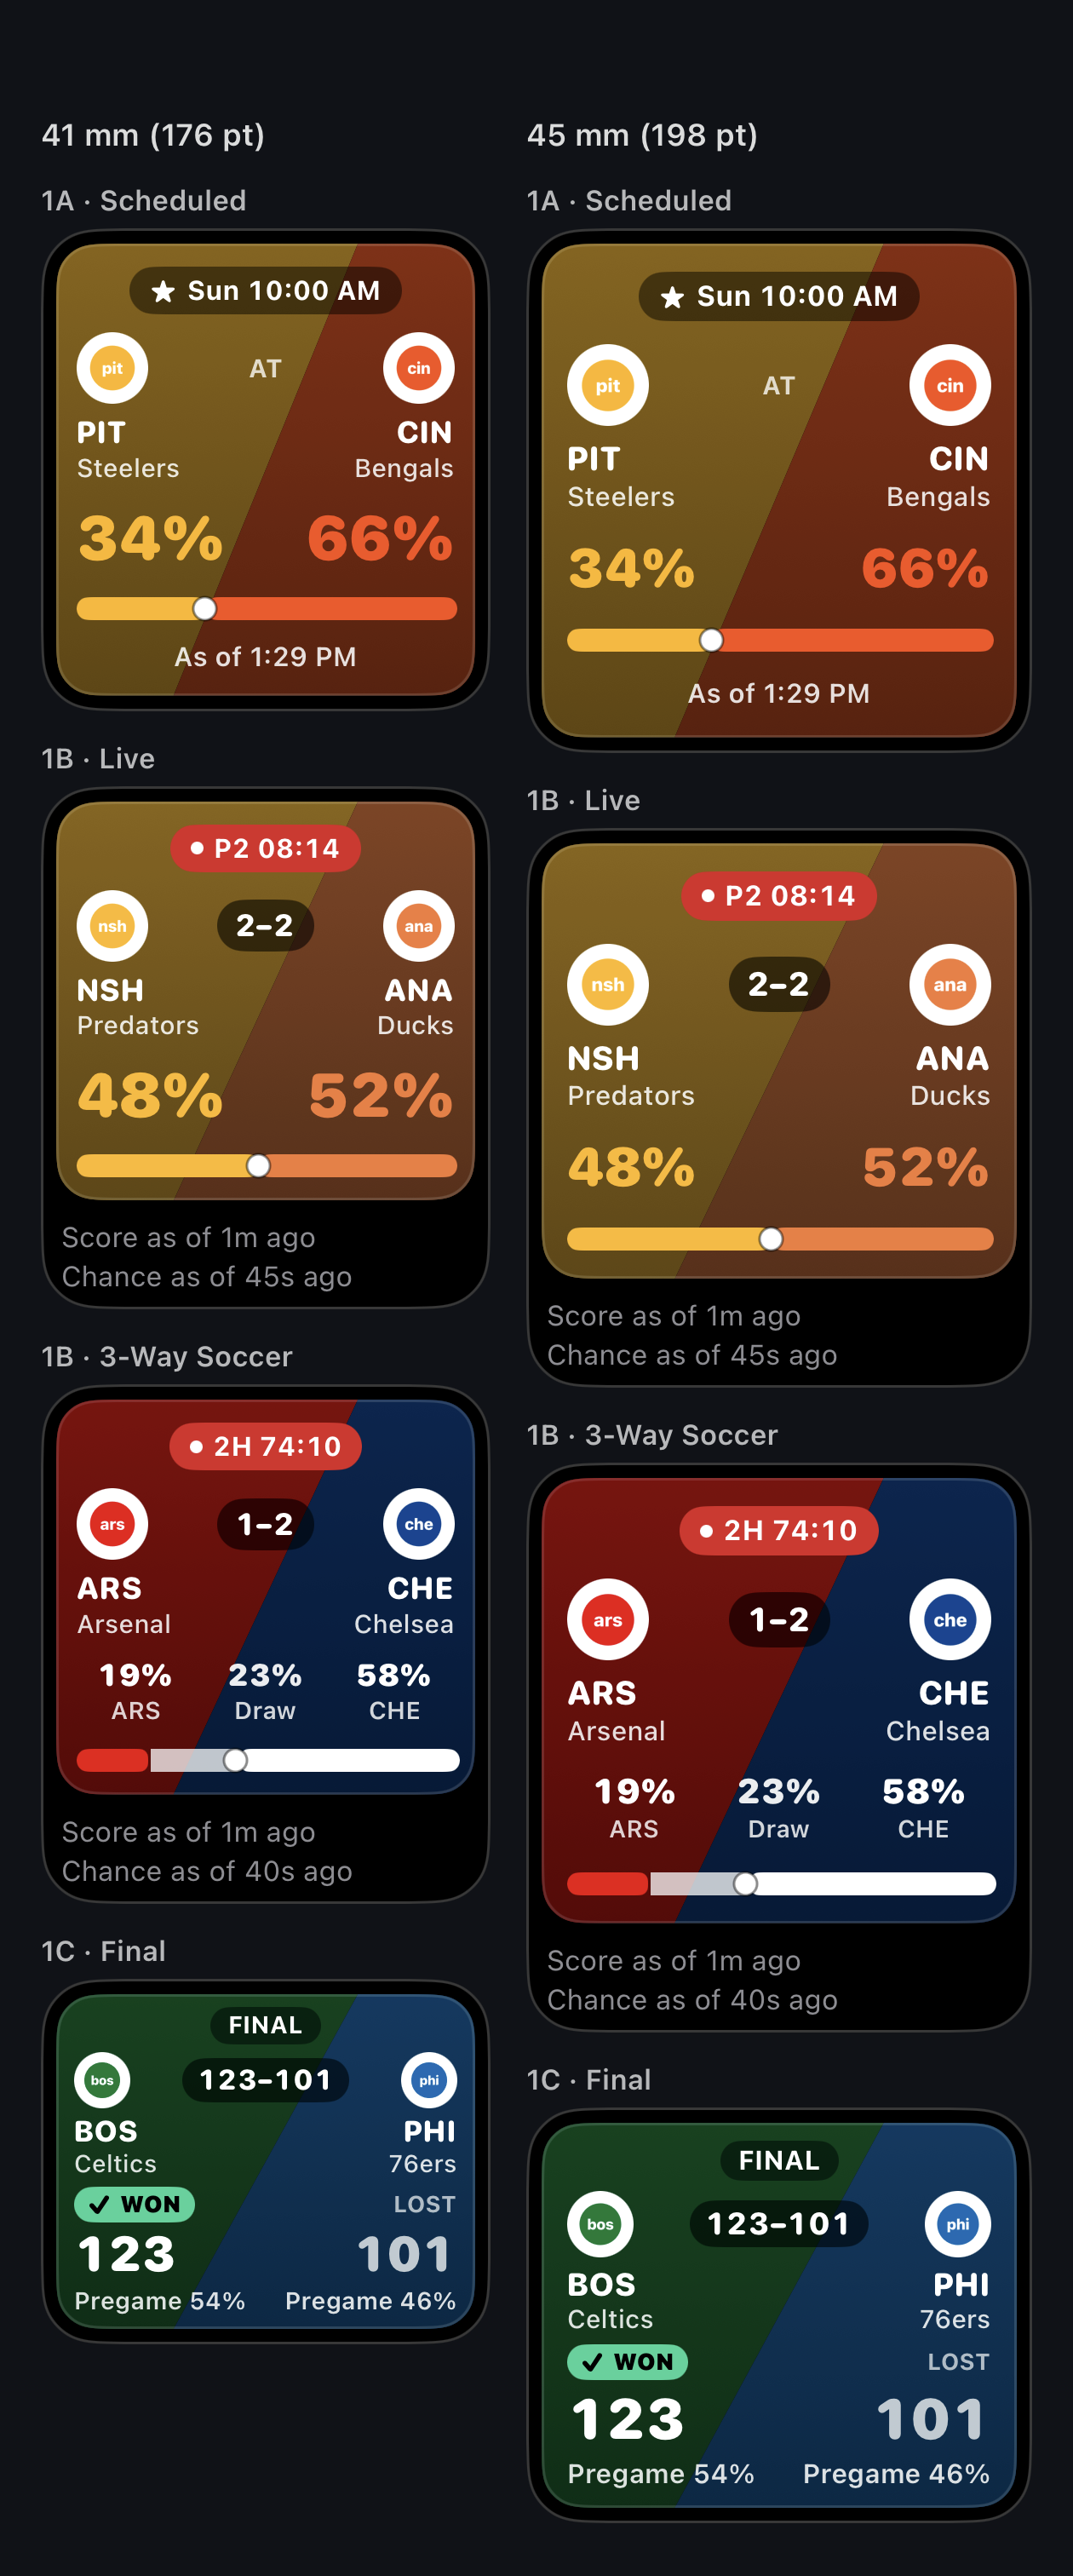 41 mm (176 pt)
1A · Scheduled
★ Sun 10:00 AM
pit AT cin
PIT CIN
Steelers Bengals
34% 66%
As of 1:29 PM
1B · Live
P2 08:14
nsh 2–2 ana
NSH ANA
Predators Ducks
48% 52%
Score as of 1m ago
Chance as of 45s ago
1B · 3-Way Soccer
2H 74:10
ars 1–2 che
ARS CHE
Arsenal Chelsea
19% 23% 58%
ARS Draw CHE
Score as of 1m ago
Chance as of 40s ago
1C · Final
FINAL
bos 123–101 phi
BOS PHI
Celtics 76ers
✓ WON LOST
123 101
Pregame 54% Pregame 46%
45 mm (198 pt)
1A · Scheduled
★ Sun 10:00 AM
pit AT cin
PIT CIN
Steelers Bengals
34% 66%
As of 1:29 PM
1B · Live
P2 08:14
nsh 2–2 ana
NSH ANA
Predators Ducks
48% 52%
Score as of 1m ago
Chance as of 45s ago
1B · 3-Way Soccer
2H 74:10
ars 1–2 che
ARS CHE
Arsenal Chelsea
19% 23% 58%
ARS Draw CHE
Score as of 1m ago
Chance as of 40s ago
1C · Final
FINAL
bos 123–101 phi
BOS PHI
Celtics 76ers
✓ WON LOST
123 101
Pregame 54% Pregame 46%